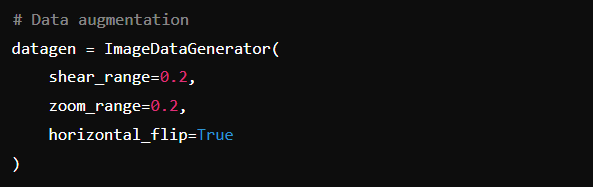 # Data augmentation
datagen = ImageDataGenerator(
    shear_range=0.2,
    zoom_range=0.2,
    horizontal_flip=True
)